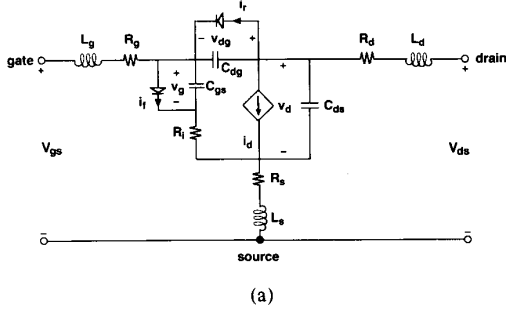 i_r
L_g
R_g
- v_dg +
R_d
L_d
gate
+
C_dg
+
+
drain
+
v_g
C_gs
i_f
-
v_d
C_ds
R_i
i_d
-
V_gs
R_s
V_ds
L_s
-
-
source
(a)